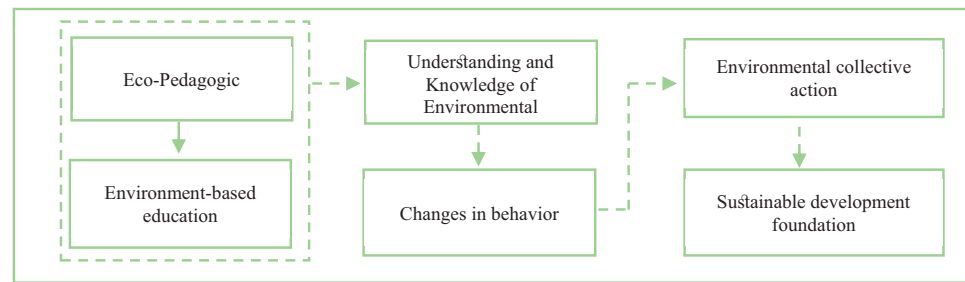 Eco-Pedagogic
Environment-based
education
Understanding and
Knowledge of
Environmental
Changes in behavior
Environmental collective
action
Sustainable development
foundation